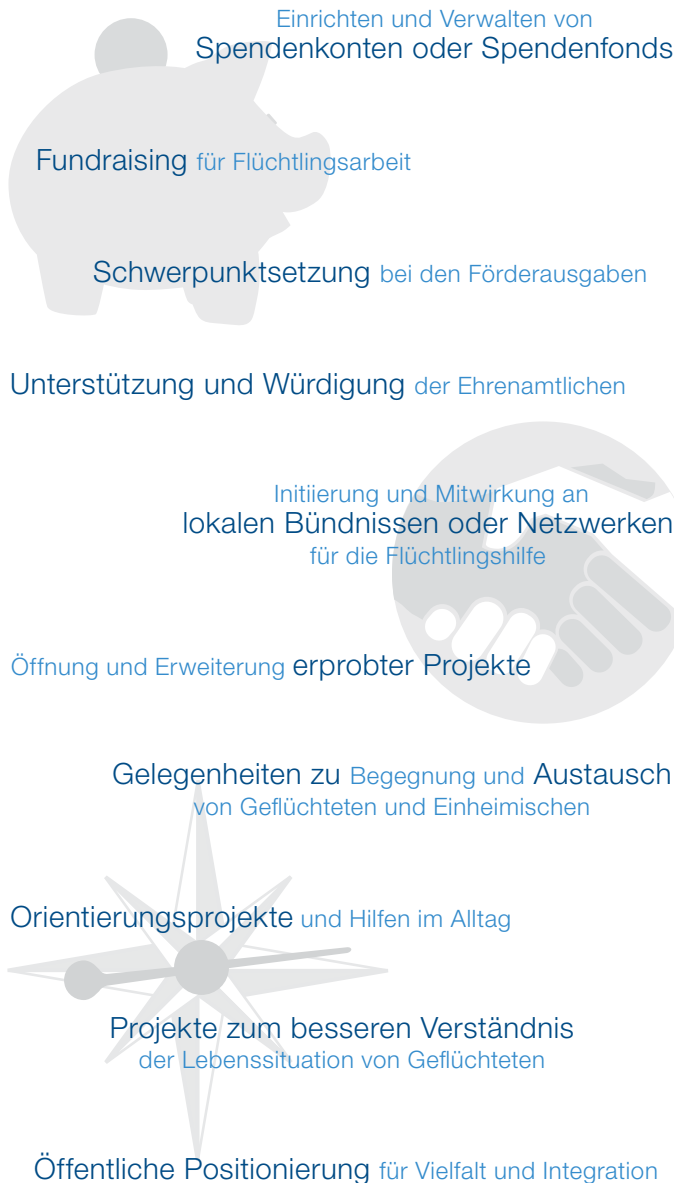 Einrichten und Verwalten von
Spendenkonten oder Spendenfonds
Fundraising für Flüchtlingsarbeit
Schwerpunktsetzung bei den Förderausgaben
Unterstützung und Würdigung der Ehrenamtlichen
Initiierung und Mitwirkung an
lokalen Bündnissen oder Netzwerken
für die Flüchtlingshilfe
Öffnung und Erweiterung erprobter Projekte
Gelegenheiten zu Begegnung und Austausch
von Geflüchteten und Einheimischen
Orientierungsprojekte und Hilfen im Alltag
Projekte zum besseren Verständnis
der Lebenssituation von Geflüchteten
Öffentliche Positionierung für Vielfalt und Integration